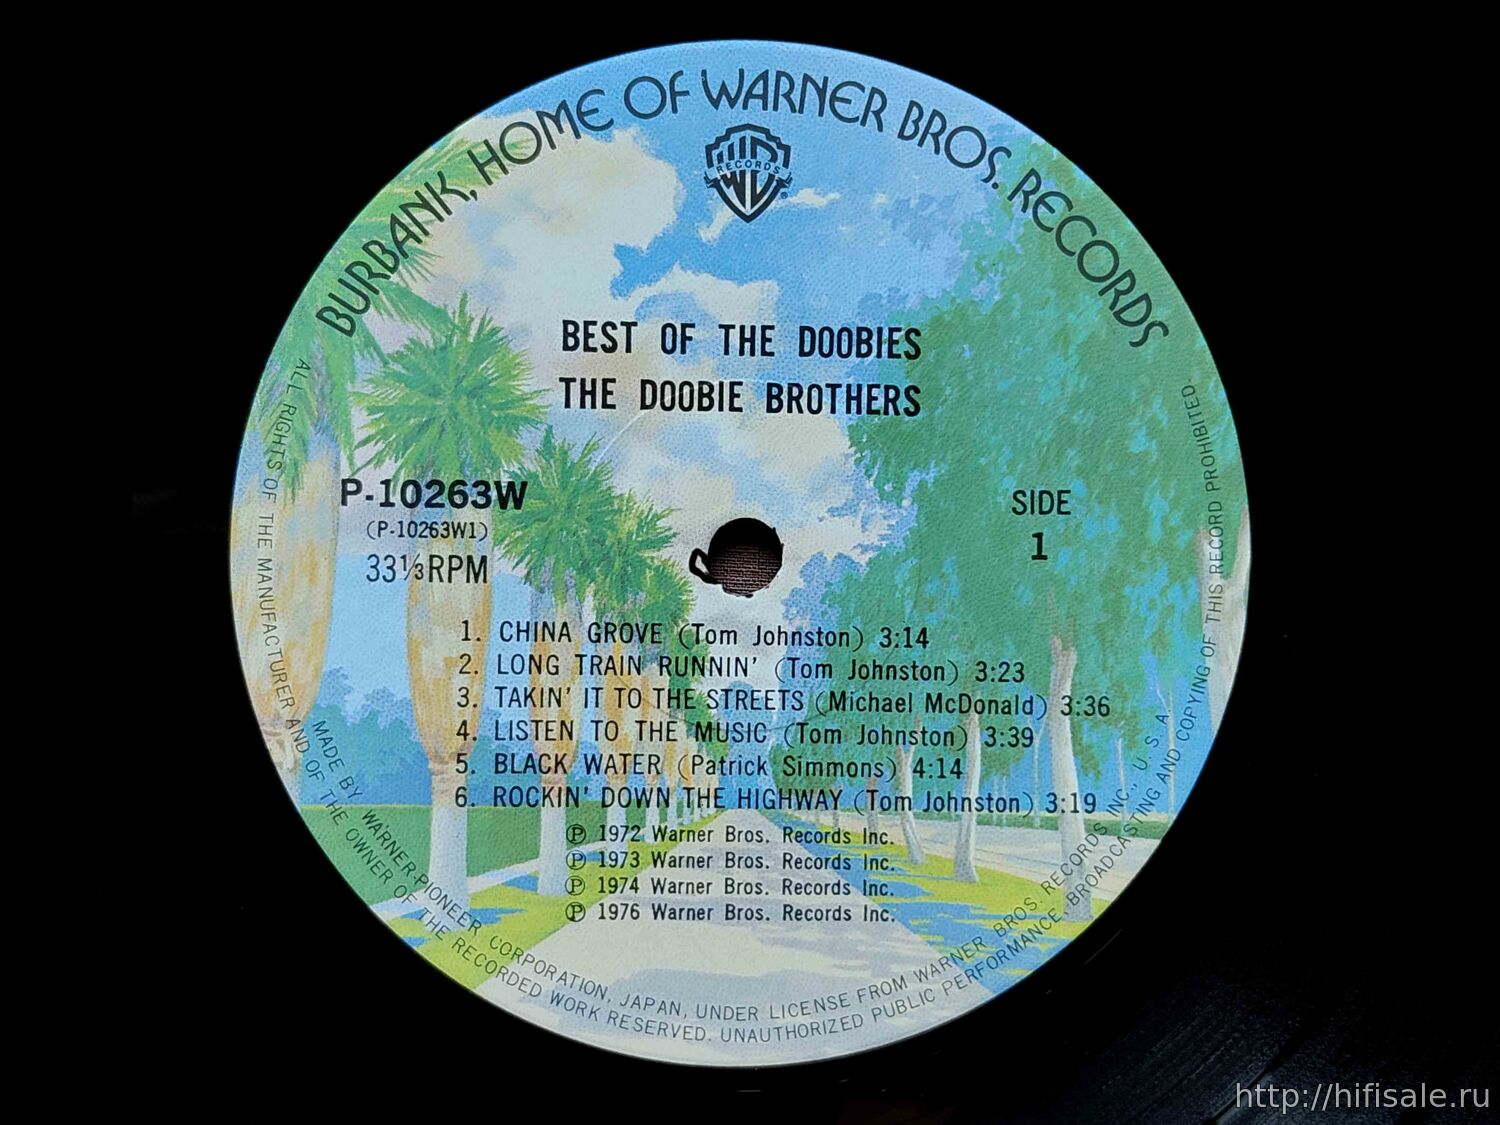 BURBANK, HOME OF WARNER BROS. RECORDS
WB
RECORDS
®
BEST OF THE DOOBIES
THE DOOBIE BROTHERS
P-10263W
(P-10263W1)
33⅓RPM
SIDE
1
1. CHINA GROVE (Tom Johnston) 3:14
2. LONG TRAIN RUNNIN' (Tom Johnston) 3:23
3. TAKIN' IT TO THE STREETS (Michael McDonald) 3:36
4. LISTEN TO THE MUSIC (Tom Johnston) 3:39
5. BLACK WATER (Patrick Simmons) 4:14
6. ROCKIN' DOWN THE HIGHWAY (Tom Johnston) 3:19
℗ 1972 Warner Bros. Records Inc.
℗ 1973 Warner Bros. Records Inc.
℗ 1974 Warner Bros. Records Inc.
℗ 1976 Warner Bros. Records Inc.
MADE BY WARNER-PIONEER CORPORATION, JAPAN, UNDER LICENSE FROM WARNER BROS. RECORDS INC., U. S. A.
ALL RIGHTS OF THE MANUFACTURER AND OF THE OWNER OF THE RECORDED WORK RESERVED. UNAUTHORIZED PUBLIC PERFORMANCE, BROADCASTING AND COPYING OF THIS RECORD PROHIBITED
http://hifisale.ru